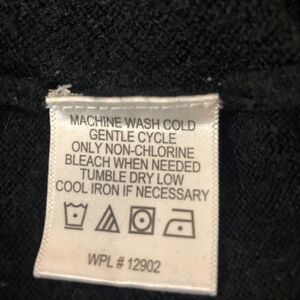 MACHINE WASH COLD
GENTLE CYCLE
ONLY NON-CHLORINE
BLEACH WHEN NEEDED
TUMBLE DRY LOW
COOL IRON IF NECESSARY
WPL # 12902